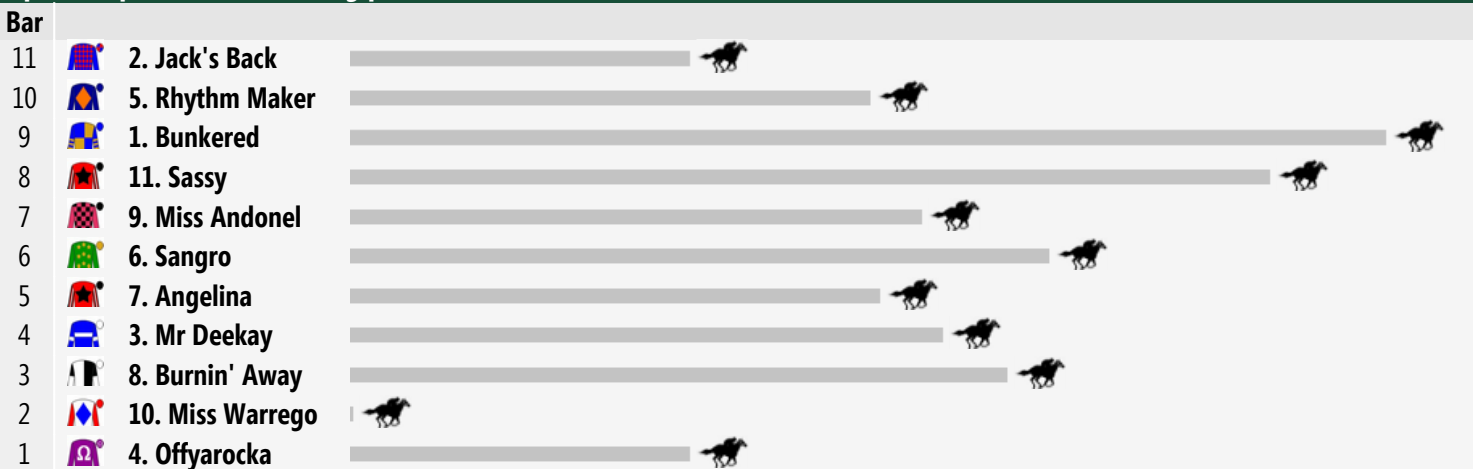 Bar
11 2. Jack's Back
10 5. Rhythm Maker
9 1. Bunkered
8 11. Sassy
7 9. Miss Andonel
6 6. Sangro
5 7. Angelina
4 3. Mr Deekay
3 8. Burnin' Away
2 10. Miss Warrego
1 Ω 4. Offyarocka